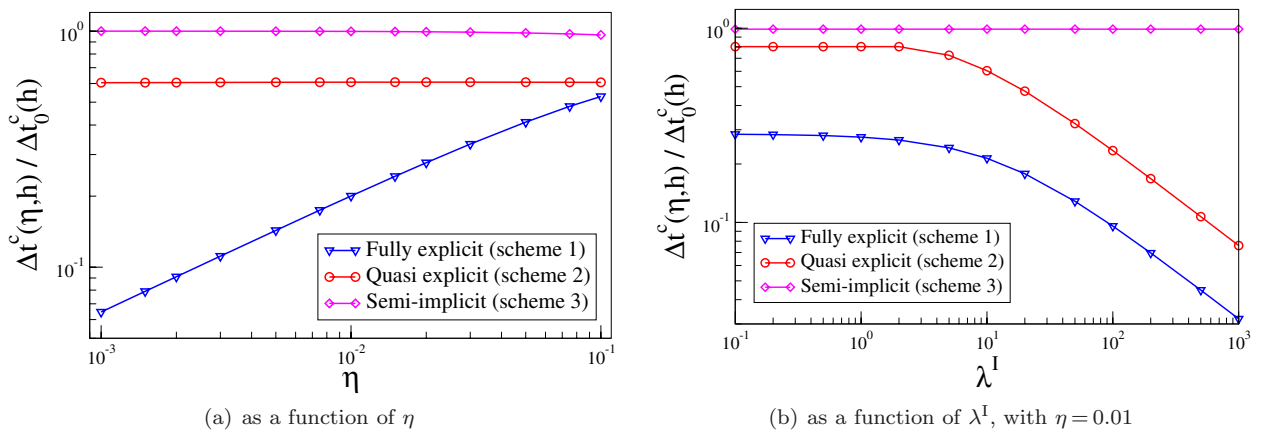 10^0
10^-1
Δt^c(η,h) / Δt_0^c(h)
Fully explicit (scheme 1)
Quasi explicit (scheme 2)
Semi-implicit (scheme 3)
10^-3 10^-2 10^-1
η
(a) as a function of η
10^0
10^-1
Δt^c(η,h) / Δt_0^c(h)
Fully explicit (scheme 1)
Quasi explicit (scheme 2)
Semi-implicit (scheme 3)
10^-1 10^0 10^1 10^2 10^3
λ^I
(b) as a function of λ^I, with η = 0.01